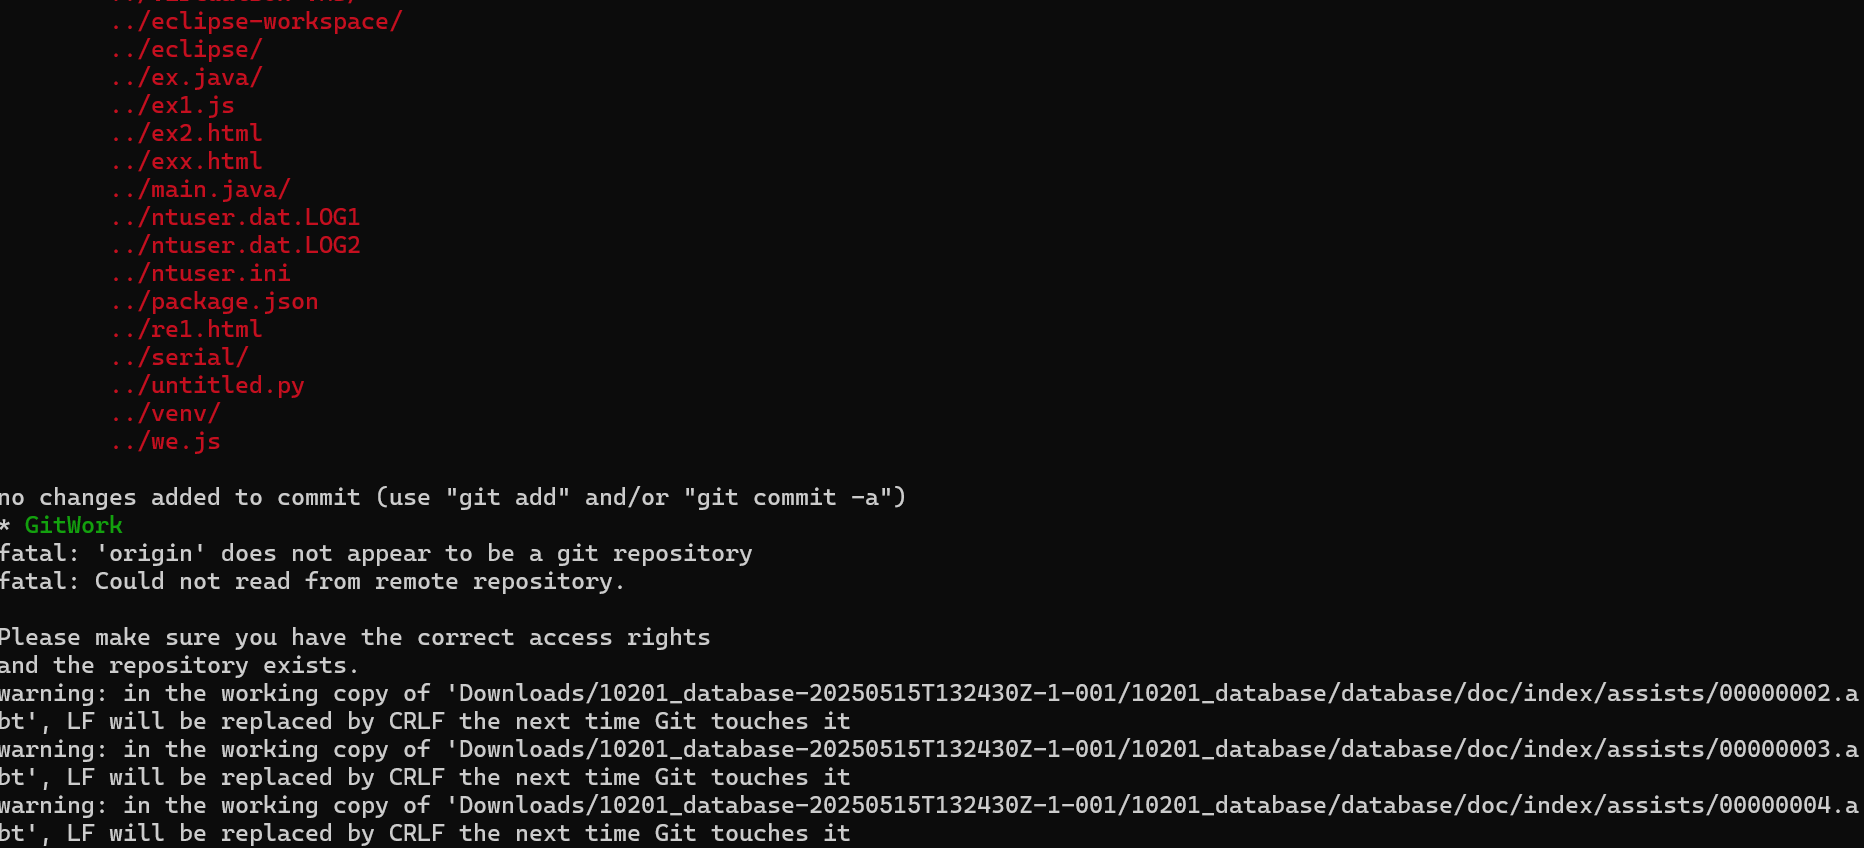 ../eclipse-workspace/
../eclipse/
../ex.java/
../ex1.js
../ex2.html
../exx.html
../main.java/
../ntuser.dat.LOG1
../ntuser.dat.LOG2
../ntuser.ini
../package.json
../re1.html
../serial/
../untitled.py
../venv/
../we.js
no changes added to commit (use "git add" and/or "git commit -a")
* GitWork
fatal: 'origin' does not appear to be a git repository
fatal: Could not read from remote repository.
Please make sure you have the correct access rights
and the repository exists.
warning: in the working copy of 'Downloads/10201_database-20250515T132430Z-1-001/10201_database/database/doc/index/assists/00000002.a
bt', LF will be replaced by CRLF the next time Git touches it
warning: in the working copy of 'Downloads/10201_database-20250515T132430Z-1-001/10201_database/database/doc/index/assists/00000003.a
bt', LF will be replaced by CRLF the next time Git touches it
warning: in the working copy of 'Downloads/10201_database-20250515T132430Z-1-001/10201_database/database/doc/index/assists/00000004.a
bt', LF will be replaced by CRLF the next time Git touches it